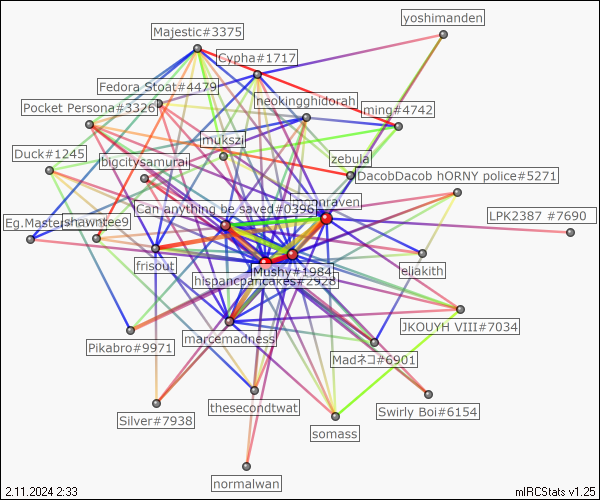 yoshimanden
Majestic#3375
Cypha#1717
Fedora Stoat#4479
neokingghidorah
Pocket Persona#3326
ming#4742
mukszi
Duck#1245
zebula
bigcitysamurai
DacobDacob hORNY police#5271
Can anything be saved#0396
LPK2387 #7690
shawntee9
frisout
eliakith
Mushy#1984
hispancpancakes#2928
JKOUYH VIII#7034
marcemadness
Pikabro#9971
Madネコ#6901
thesecondtwat
Swirly Boi#6154
Silver#7938
somass
normalwan
2.11.2024 2:33
mIRCStats v1.25